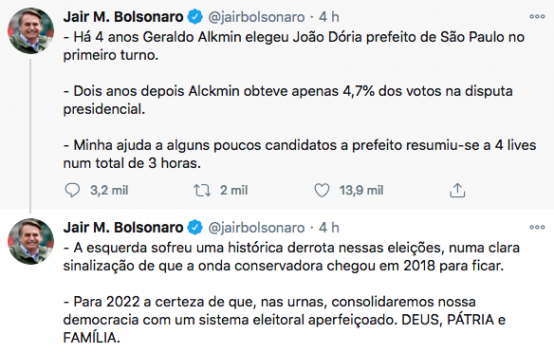 Jair M. Bolsonaro @jairbolsonaro · 4 h
- Há 4 anos Geraldo Alkmin elegeu João Dória prefeito de São Paulo no
primeiro turno.
- Dois anos depois Alckmin obteve apenas 4,7% dos votos na disputa
presidencial.
- Minha ajuda a alguns poucos candidatos a prefeito resumiu-se a 4 lives
num total de 3 horas.
3,2 mil 2 mil 13,9 mil
Jair M. Bolsonaro @jairbolsonaro · 4 h
- A esquerda sofreu uma histórica derrota nessas eleições, numa clara
sinalização de que a onda conservadora chegou em 2018 para ficar.
- Para 2022 a certeza de que, nas urnas, consolidaremos nossa
democracia com um sistema eleitoral aperfeiçoado. DEUS, PÁTRIA e
FAMÍLIA.